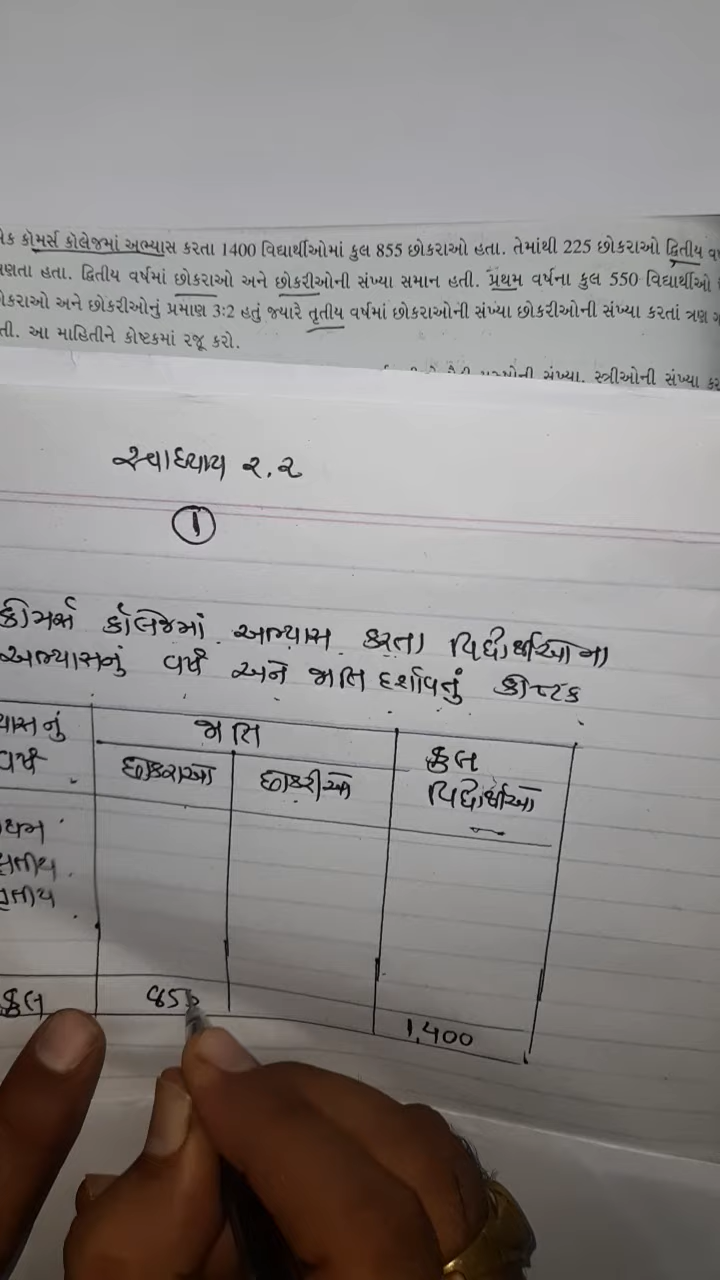 કૉમર્સ કૉલેજમાં અભ્યાસ કરતા 1400 વિદ્યાર્થીઓમાં કુલ 855 છોકરાઓ હતા. તેમાંથી 225 છોકરાઓ દ્વિતીય
હતા. દ્વિતીય વર્ષમાં છોકરાઓ અને છોકરીઓની સંખ્યા સમાન હતી. પ્રથમ વર્ષના કુલ 550 વિદ્યાર્થીઓ
અને છોકરીઓનું પ્રમાણ 3:2 હતું જ્યારે તૃતીય વર્ષમાં છોકરાઓની સંખ્યા છોકરીઓની સંખ્યા કરતાં ત્રણ
આ માહિતીને કોષ્ટકમાં રજૂ કરો.
સંખ્યા. સ્ત્રીઓની સંખ્યા
સ્વાધ્યાય ૨.૨
1
કોમર્સ કૉલેજમાં અભ્યાસ કરતા વિદ્યાર્થીઓના
અભ્યાસનું વર્ષ અને જાતિ દર્શાવતું કોષ્ટક
જાતિ કુલ
વર્ષ છોકરાઓ છોકરીઓ વિદ્યાર્થીઓ
તૃતીય
કુલ 855 1,400